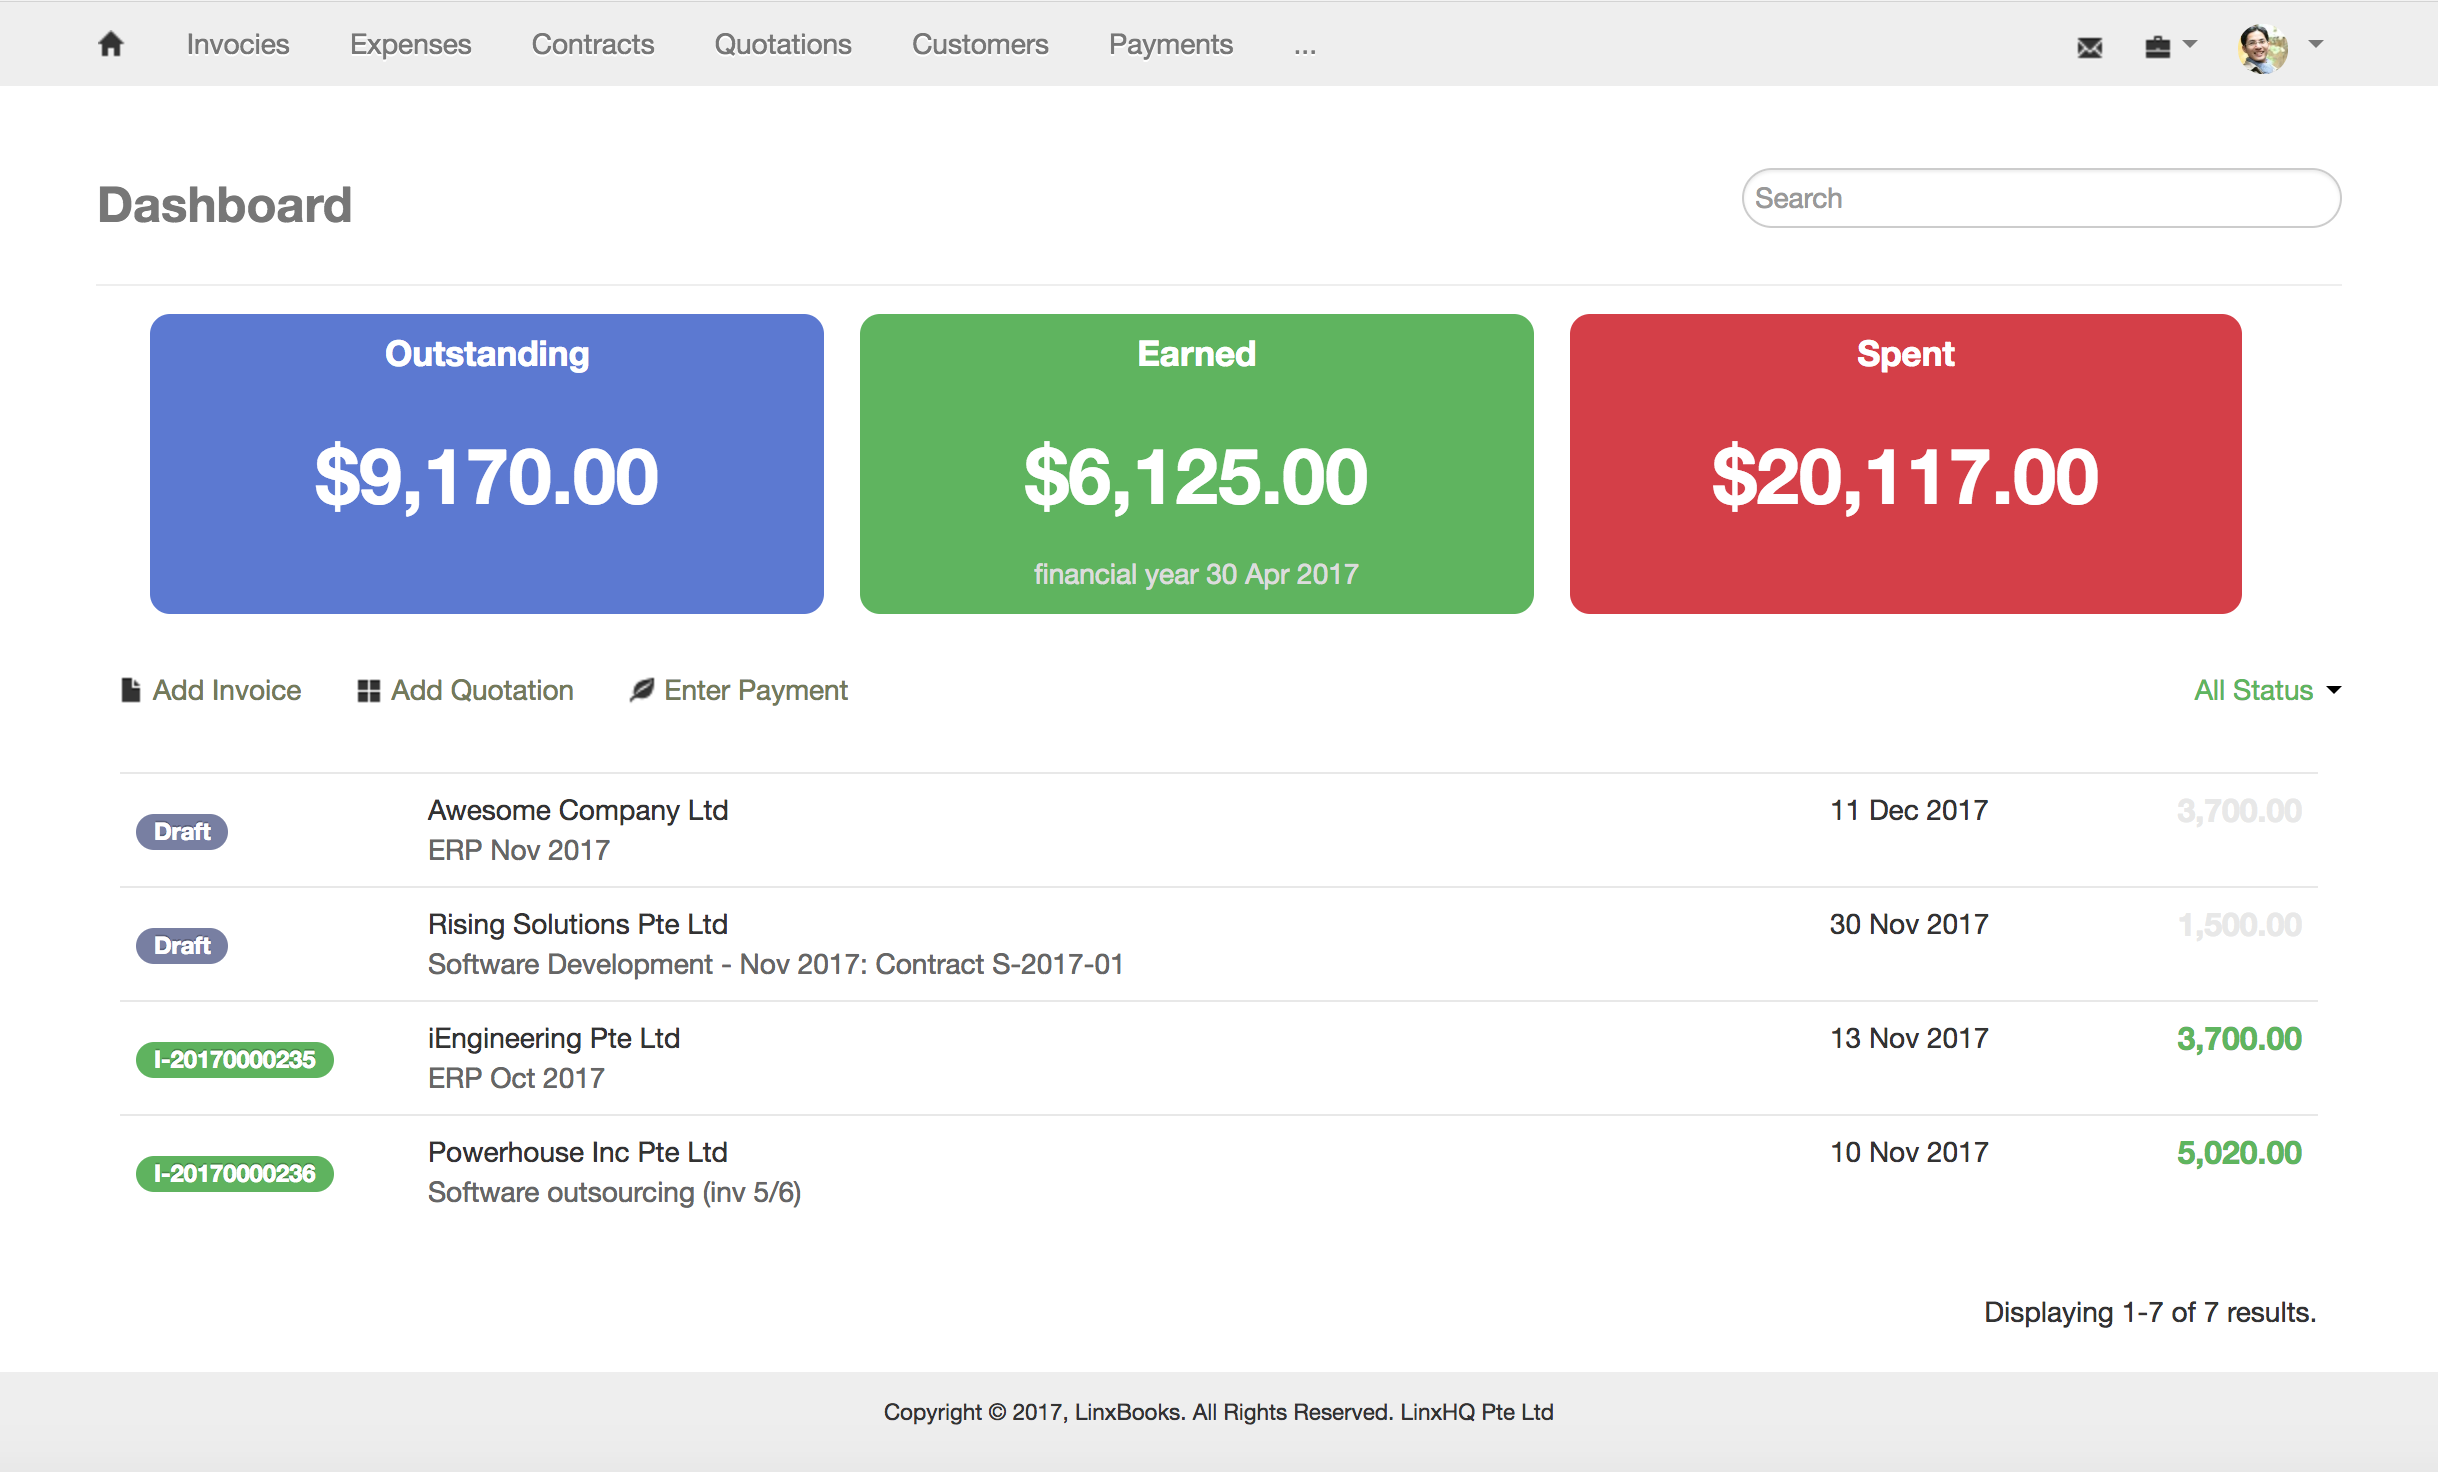 Invocies Expenses Contracts Quotations Customers Payments ...
Dashboard
Search
Outstanding
$9,170.00
Earned
$6,125.00
financial year 30 Apr 2017
Spent
$20,117.00
Add Invoice Add Quotation Enter Payment All Status
Draft Awesome Company Ltd 11 Dec 2017 3,700.00
ERP Nov 2017
Draft Rising Solutions Pte Ltd 30 Nov 2017 1,500.00
Software Development - Nov 2017: Contract S-2017-01
I-20170000235 iEngineering Pte Ltd 13 Nov 2017 3,700.00
ERP Oct 2017
I-20170000236 Powerhouse Inc Pte Ltd 10 Nov 2017 5,020.00
Software outsourcing (inv 5/6)
Displaying 1-7 of 7 results.
Copyright © 2017, LinxBooks. All Rights Reserved. LinxHQ Pte Ltd